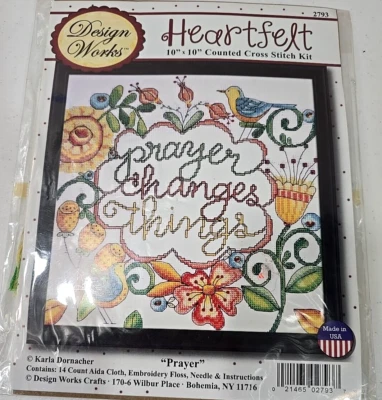 2793
Design Works™
Heartfelt
10" x 10" Counted Cross Stitch Kit
prayer
changes
things
Made in
USA
© Karla Dornacher
"Prayer"
Contains: 14 Count Aida Cloth, Embroidery Floss, Needle & Instructions
© Design Works Crafts · 170-6 Wilbur Place · Bohemia, NY 11716
0 21465 02793